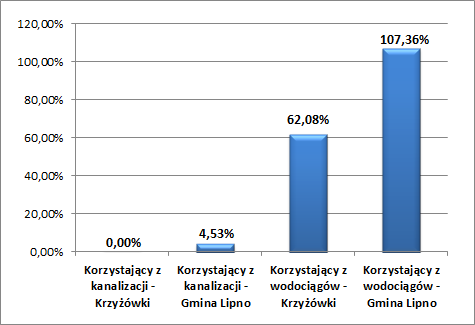 120,00%
100,00%
80,00%
60,00%
40,00%
20,00%
0,00%
0,00%
4,53%
62,08%
107,36%
Korzystający z
kanalizacji -
Krzyżówki
Korzystający z
kanalizacji -
Gmina Lipno
Korzystający z
wodociągów -
Krzyżówki
Korzystający z
wodociągów -
Gmina Lipno